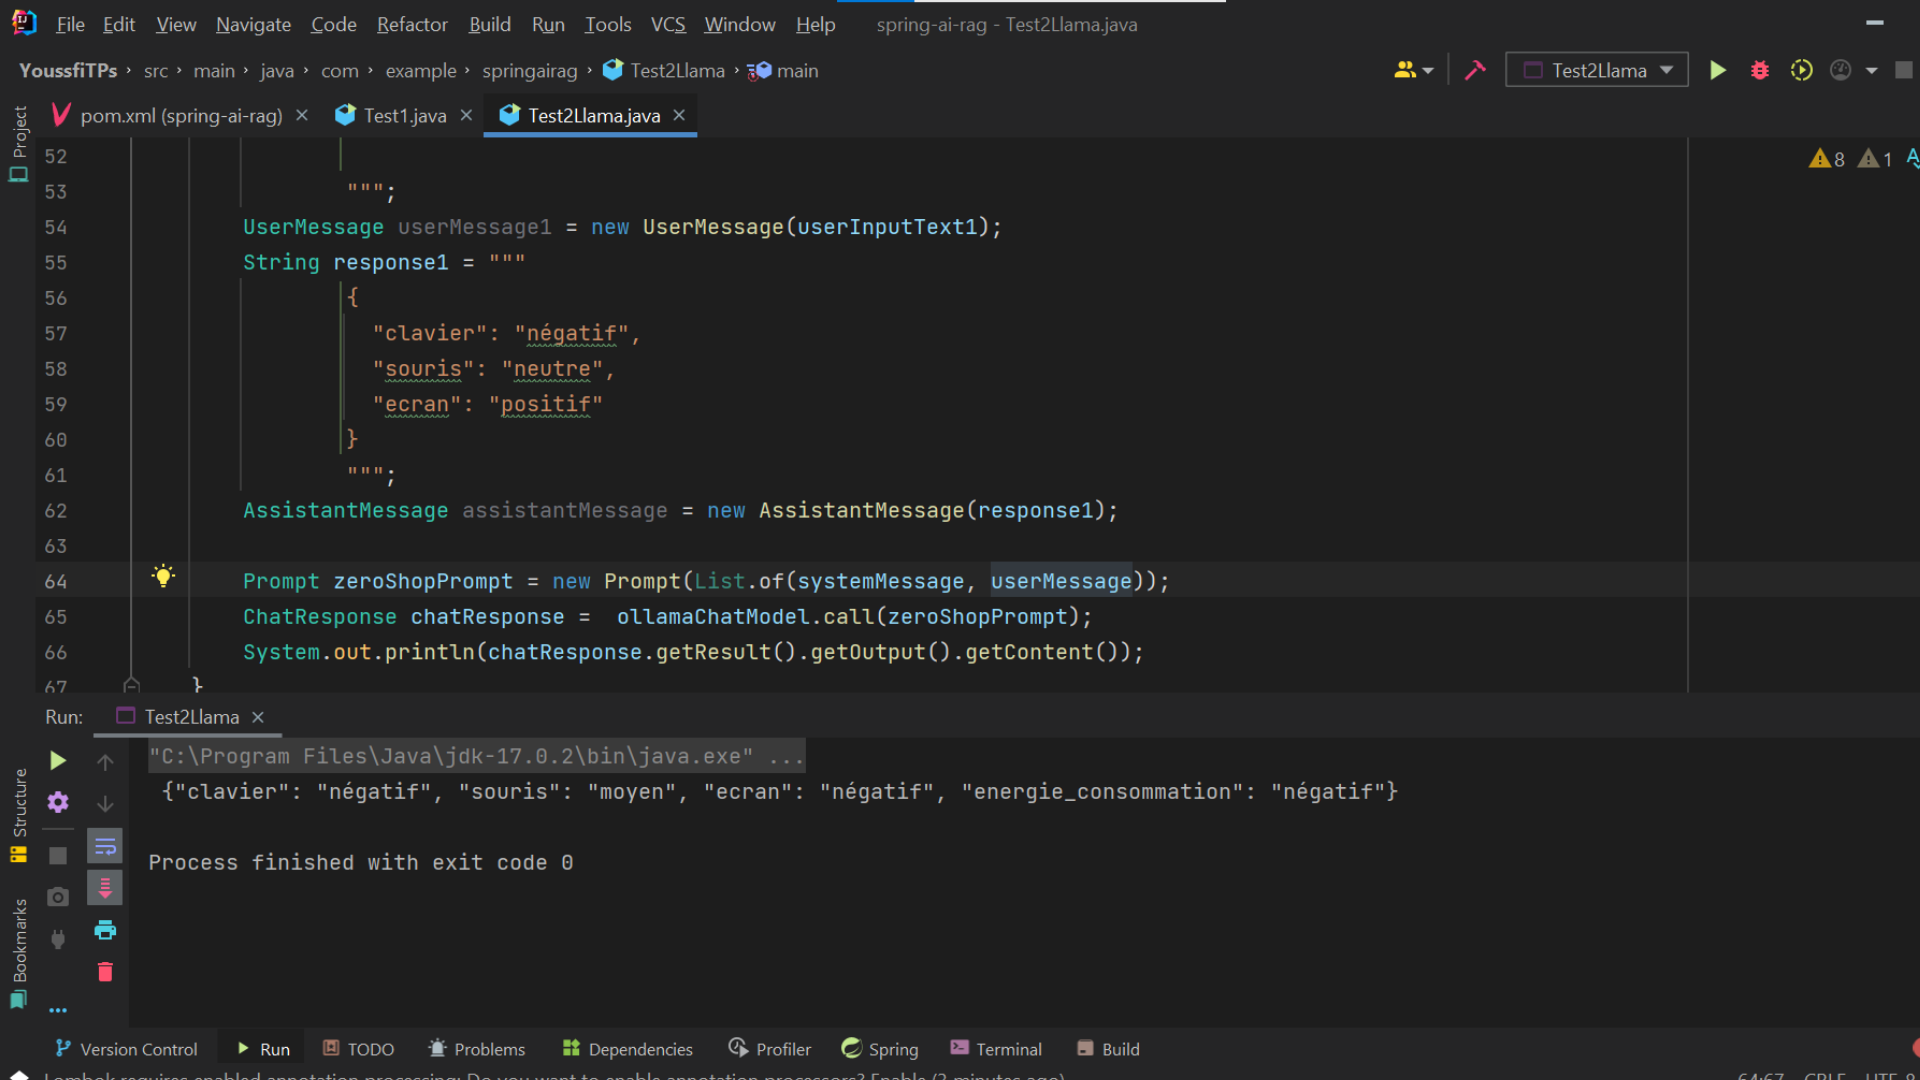 File Edit View Navigate Code Refactor Build Run Tools VCS Window Help spring-ai-rag - Test2Llama.java
YoussfiTPs › src › main › java › com › example › springairag › Test2Llama › main
Test2Llama
pom.xml (spring-ai-rag) Test1.java Test2Llama.java
Project
8 1
52
53 """;
54 UserMessage userMessage1 = new UserMessage(userInputText1);
55 String response1 = """
56 {
57 "clavier": "négatif",
58 "souris": "neutre",
59 "ecran": "positif"
60 }
61 """;
62 AssistantMessage assistantMessage = new AssistantMessage(response1);
63
64 Prompt zeroShopPrompt = new Prompt(List.of(systemMessage, userMessage));
65 ChatResponse chatResponse = ollamaChatModel.call(zeroShopPrompt);
66 System.out.println(chatResponse.getResult().getOutput().getContent());
67 }
Run: Test2Llama
"C:\Program Files\Java\jdk-17.0.2\bin\java.exe" ...
{"clavier": "négatif", "souris": "moyen", "ecran": "négatif", "energie_consommation": "négatif"}
Process finished with exit code 0
Structure
Bookmarks
Version Control Run TODO Problems Dependencies Profiler Spring Terminal Build
Lombok requires enabled annotation processing: Do you want to enable annotation processors? Enable (2 minutes ago) 64:67 CRLF UTF-8